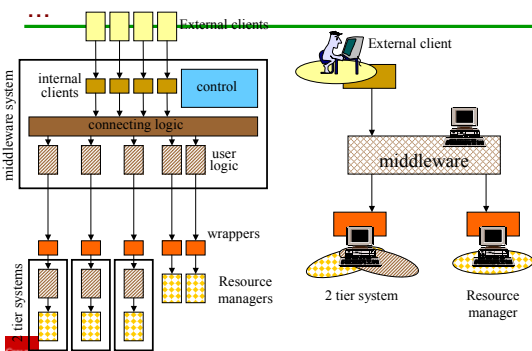 ...
External clients
internal
clients
control
connecting logic
user
logic
middleware system
wrappers
Resource
managers
2 tier systems
External client
middleware
2 tier system
Resource
manager